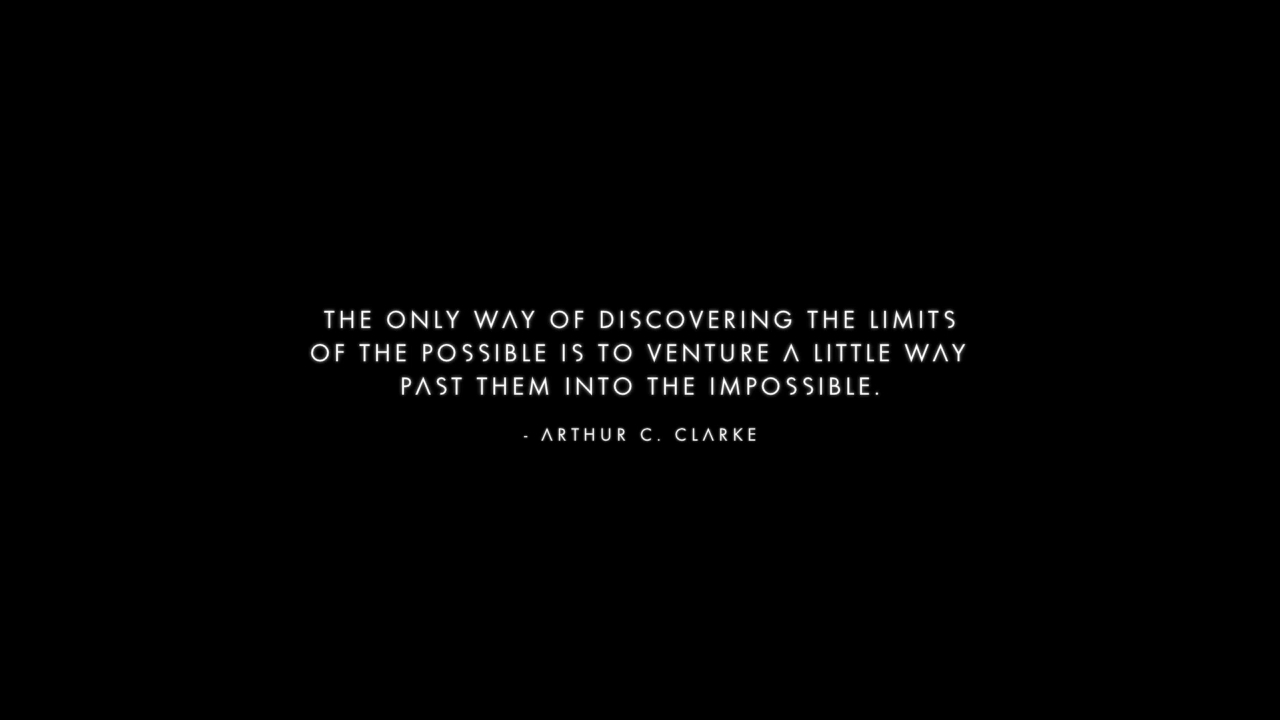 THE ONLY WAY OF DISCOVERING THE LIMITS
OF THE POSSIBLE IS TO VENTURE A LITTLE WAY
PAST THEM INTO THE IMPOSSIBLE.
- ARTHUR C. CLARKE